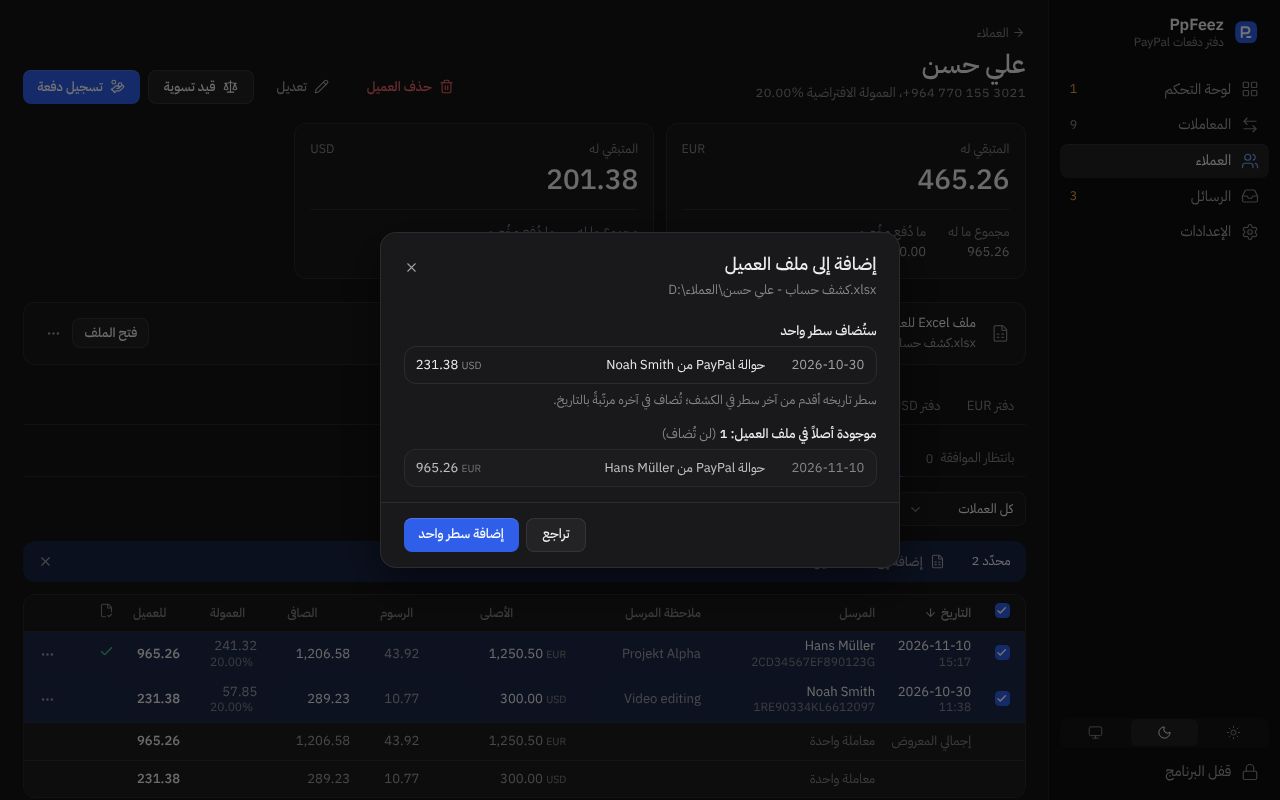 PpFeez
دفتر دفعات PayPal
لوحة التحكم 1
المعاملات 9
العملاء
الرسائل 3
الإعدادات
قفل البرنامج
العملاء
علي حسن
+964 770 155 3021، العمولة الافتراضية 20.00%
حذف العميل
تعديل
قيد تسوية
تسجيل دفعة
المتبقي له EUR
465.26
مجموع ما له
965.26
المتبقي له USD
201.38
ملف Excel
فتح الملف
دفتر EUR
دفتر
بانتظار الموافقة 0
كل العملات
إضافة إلى ملف العميل
D:\العملاء\كشف حساب - علي حسن.xlsx
ستُضاف سطر واحد
2026-10-30 حوالة PayPal من Noah Smith 231.38 USD
سطر تاريخه أقدم من آخر سطر في الكشف؛ تُضاف في آخره مرتّبةً بالتاريخ.
موجودة أصلاً في ملف العميل: 1 (لن تُضاف)
2026-11-10 حوالة PayPal من Hans Müller 965.26 EUR
تراجع
إضافة سطر واحد
محدّد 2
التاريخ المرسل ملاحظة المرسل الأصلي الرسوم الصافي العمولة للعميل
2026-11-10 Hans Müller Projekt Alpha 1,250.50 EUR 43.92 1,206.58 241.32 965.26
15:17 2CD34567EF890123G 20.00%
2026-10-30 Noah Smith Video editing 300.00 USD 10.77 289.23 57.85 231.38
11:38 1RE90334KL6612097 20.00%
إجمالي المعروض معاملة واحدة 1,250.50 EUR 43.92 1,206.58 965.26
معاملة واحدة 300.00 USD 10.77 289.23 231.38